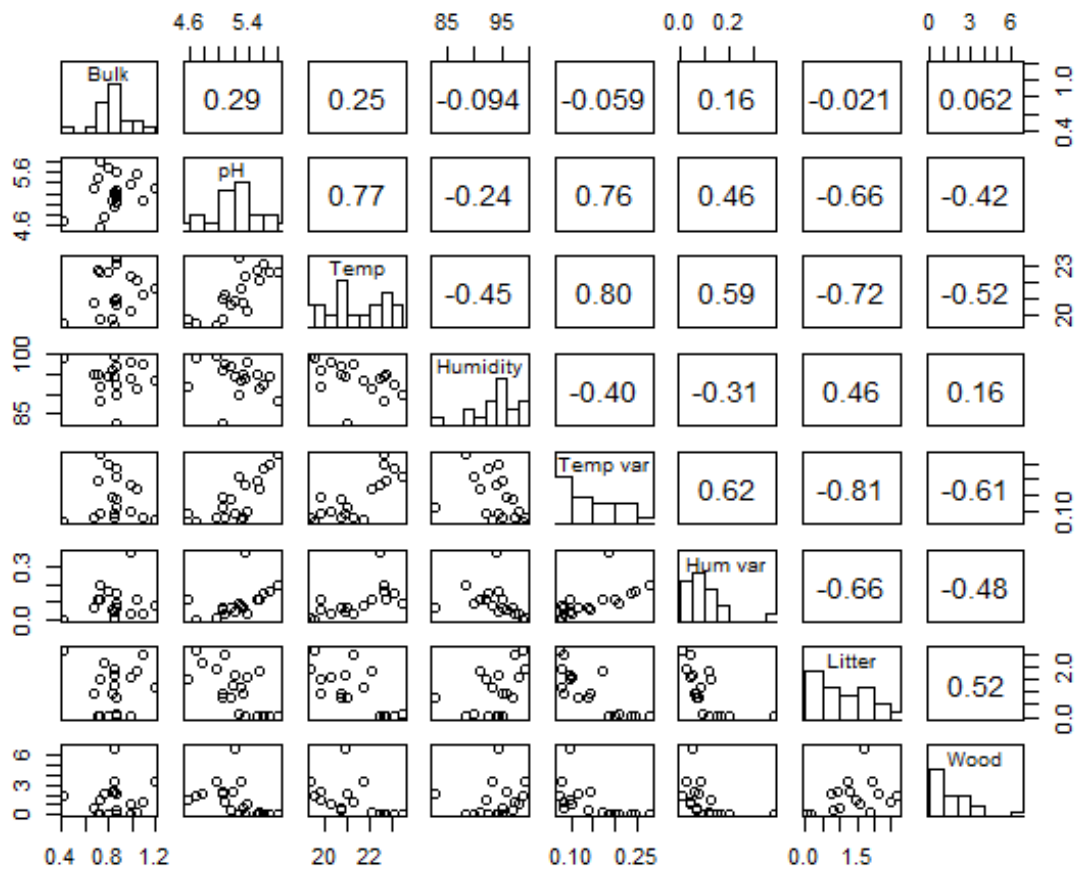 4.6 5.4 85 95 0.0 0.2 0 3 6
Bulk 0.29 0.25 -0.094 -0.059 0.16 -0.021 0.062 0.4 1.0
4.6 5.6 pH 0.77 -0.24 0.76 0.46 -0.66 -0.42
Temp -0.45 0.80 0.59 -0.72 -0.52 20 23
85 100 Humidity -0.40 -0.31 0.46 0.16
Temp var 0.62 -0.81 -0.61 0.10
0.0 0.3 Hum var -0.66 -0.48
Litter 0.52 0.0 2.0
0 3 6 Wood
0.4 0.8 1.2 20 22 0.10 0.25 0.0 1.5